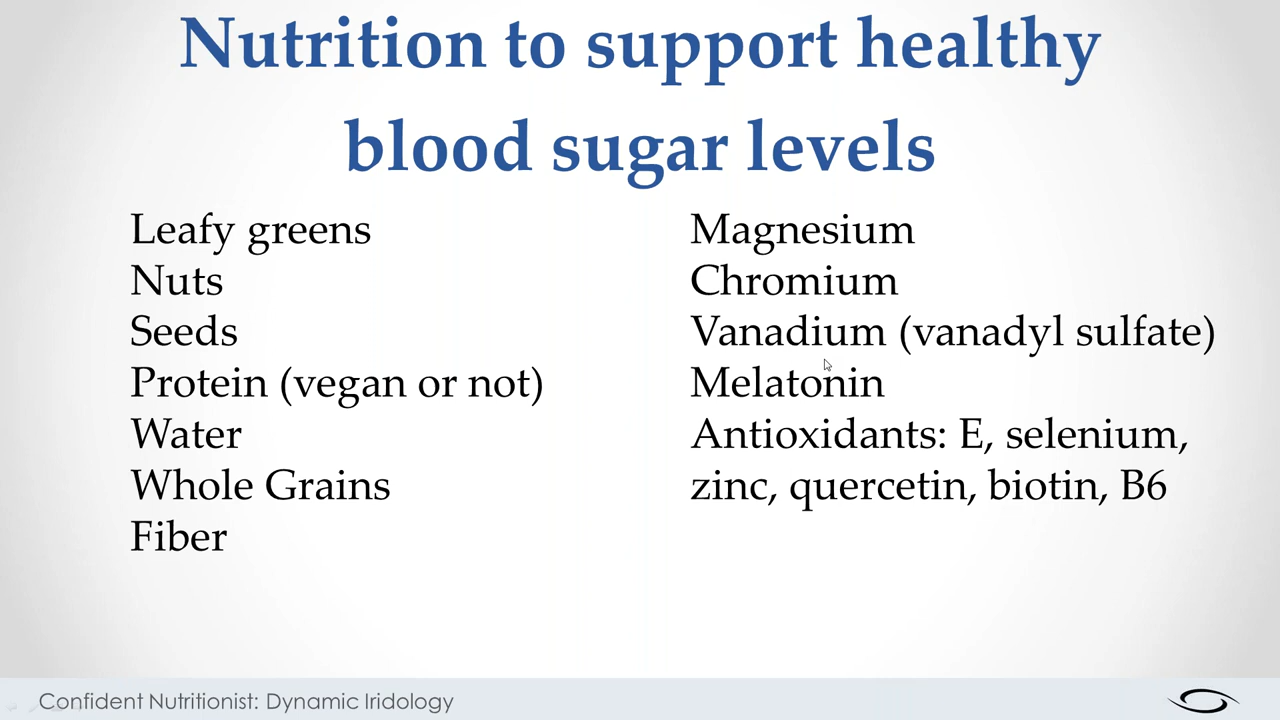 Nutrition to support healthy
blood sugar levels
Leafy greens
Nuts
Seeds
Protein (vegan or not)
Water
Whole Grains
Fiber
Magnesium
Chromium
Vanadium (vanadyl sulfate)
Melatonin
Antioxidants: E, selenium,
zinc, quercetin, biotin, B6
Confident Nutritionist: Dynamic Iridology